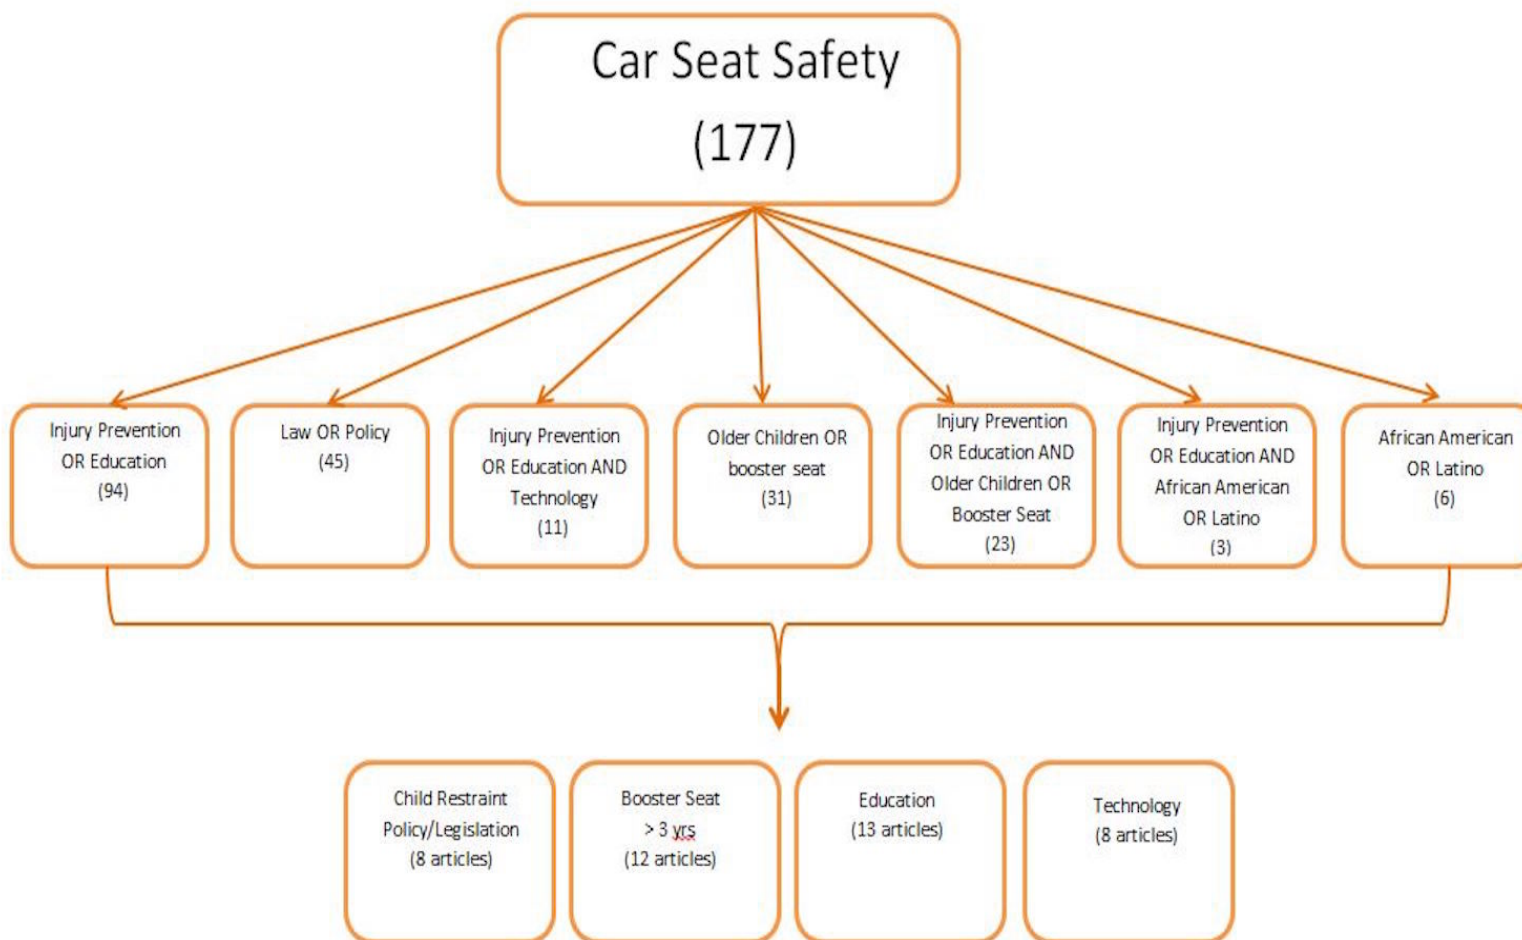 Car Seat Safety
(177)
Injury Prevention
OR Education
(94)
Law OR Policy
(45)
Injury Prevention
OR Education AND
Technology
(11)
Older Children OR
booster seat
(31)
Injury Prevention
OR Education AND
Older Children OR
Booster Seat
(23)
Injury Prevention
OR Education AND
African American
OR Latino
(3)
African American
OR Latino
(6)
Child Restraint
Policy/Legislation
(8 articles)
Booster Seat
> 3 yrs
(12 articles)
Education
(13 articles)
Technology
(8 articles)